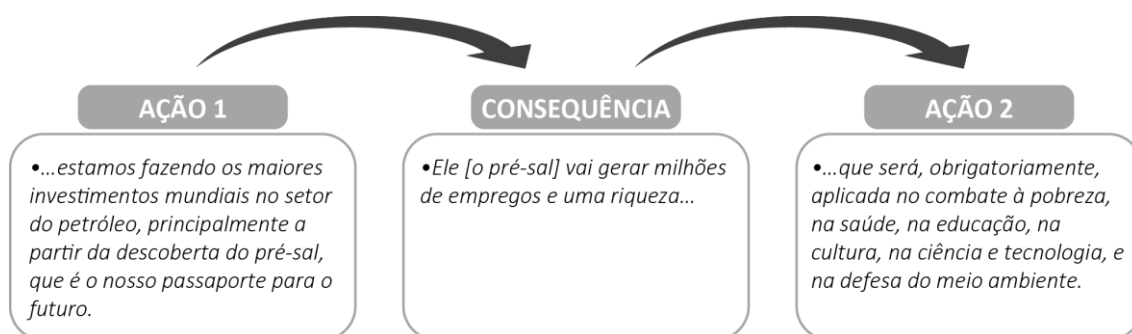 AÇÃO 1
•...estamos fazendo os maiores
investimentos mundiais no setor
do petróleo, principalmente a
partir da descoberta do pré-sal,
que é o nosso passaporte para o
futuro.
CONSEQUÊNCIA
•Ele [o pré-sal] vai gerar milhões
de empregos e uma riqueza...
AÇÃO 2
•...que será, obrigatoriamente,
aplicada no combate à pobreza,
na saúde, na educação, na
cultura, na ciência e tecnologia, e
na defesa do meio ambiente.